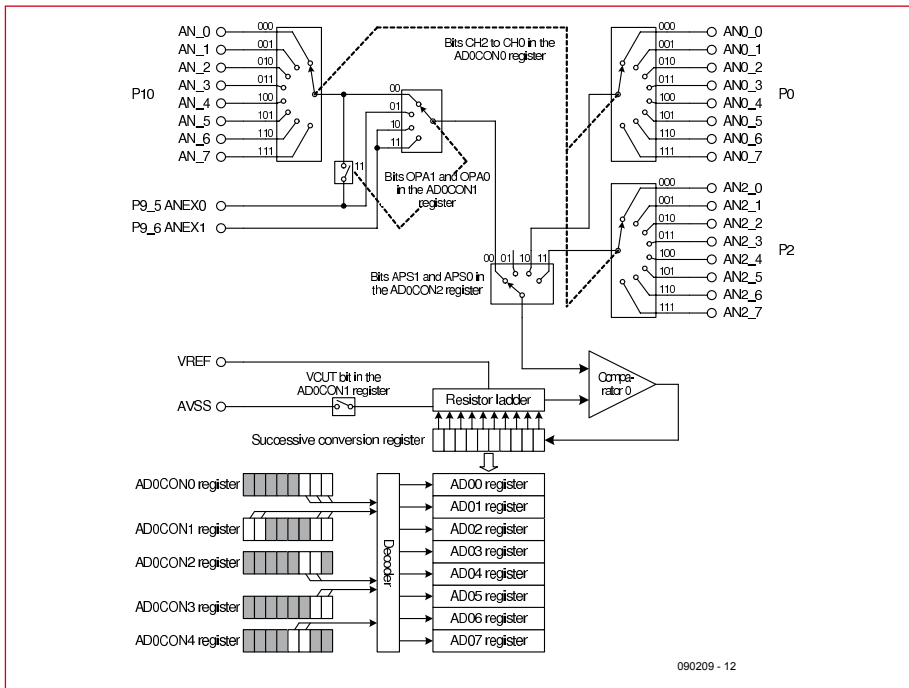 AN_0
AN_1
AN_2
AN_3
AN_4
AN_5
AN_6
AN_7
P10
000
001
010
011
100
101
110
111
00
01
10
11
11
P9_5 ANEX0
P9_6 ANEX1
Bits OPA1 and OPA0
in the AD0CON1
register
Bits CH2 to CH0 in the
AD0CON0 register
000
001
010
011
100
101
110
111
AN0_0
AN0_1
AN0_2
AN0_3
AN0_4
AN0_5
AN0_6
AN0_7
P0
000
001
010
011
100
101
110
111
AN2_0
AN2_1
AN2_2
AN2_3
AN2_4
AN2_5
AN2_6
AN2_7
P2
00 01 10 11
Bits APS1 and APS0 in
the AD0CON2 register
VREF
AVSS
VCUT bit in the
AD0CON1 register
Resistor ladder
Compa-
rator 0
Successive conversion register
AD0CON0 register
AD0CON1 register
AD0CON2 register
AD0CON3 register
AD0CON4 register
Decoder
AD00 register
AD01 register
AD02 register
AD03 register
AD04 register
AD05 register
AD06 register
AD07 register
090209 - 12